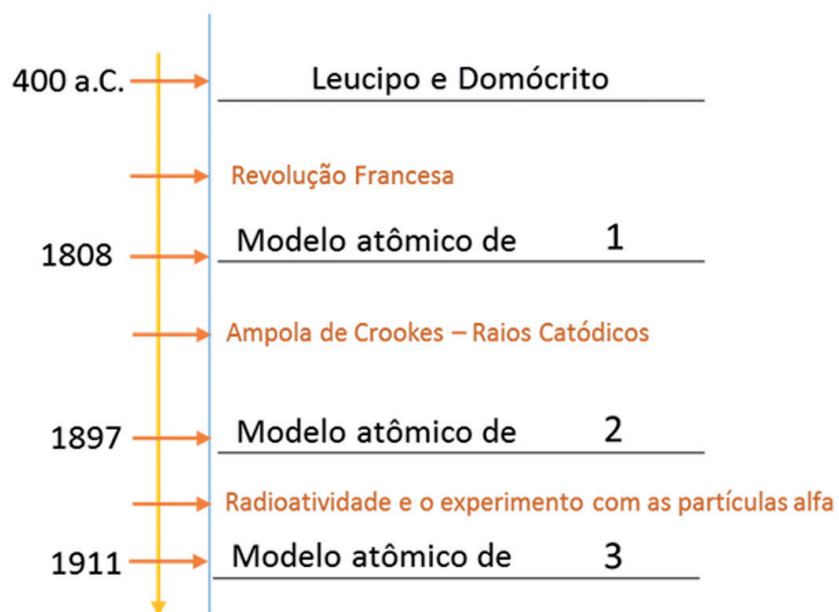 400 a.C. Leucipo e Domócrito
Revolução Francesa
1808 Modelo atômico de 1
Ampola de Crookes – Raios Catódicos
1897 Modelo atômico de 2
Radioatividade e o experimento com as partículas alfa
1911 Modelo atômico de 3